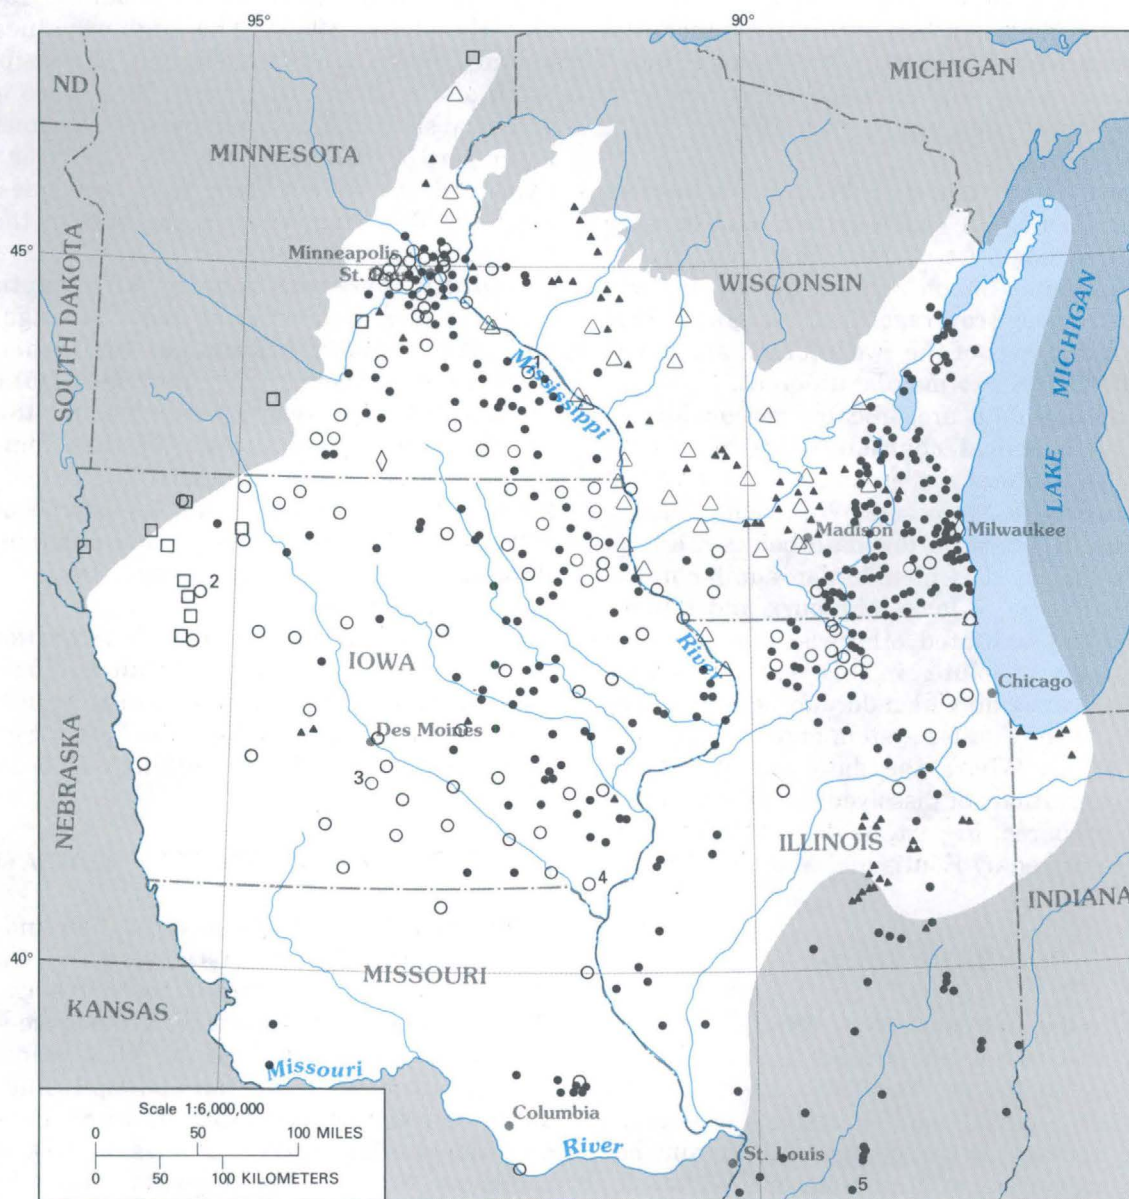 95°
90°
ND
MICHIGAN
MINNESOTA
45°
Minneapolis
St.
WISCONSIN
SOUTH DAKOTA
LAKE MICHIGAN
1
Mississippi
Madison
Milwaukee
2
IOWA
River
Chicago
Des Moines
3
NEBRASKA
ILLINOIS
4
INDIANA
40°
MISSOURI
KANSAS
Missouri
Columbia
River
St. Louis
5
Scale 1:6,000,000
0 50 100 MILES
0 50 100 KILOMETERS